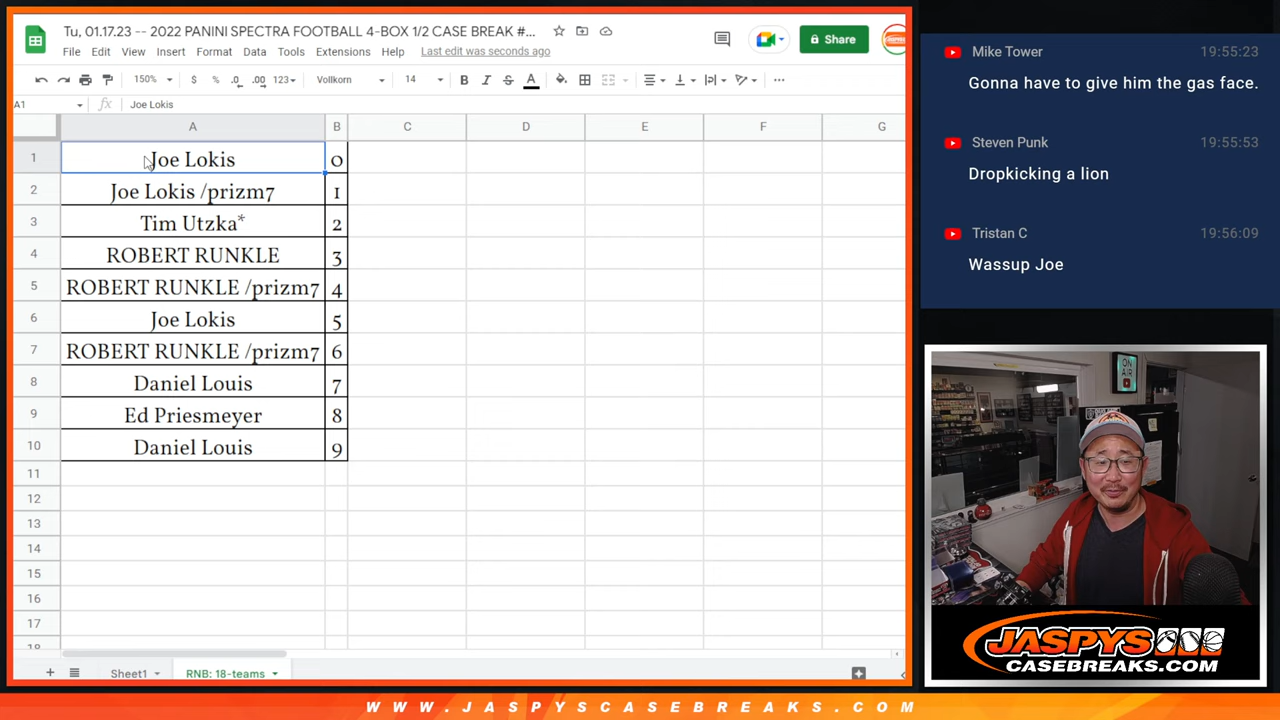 Tu, 01.17.23 -- 2022 PANINI SPECTRA FOOTBALL 4-BOX 1/2 CASE BREAK #...
File Edit View Insert Format Data Tools Extensions Help Last edit was seconds ago
Share
150% $ % .0 .00 123 Vollkorn 14 B I S A
A1 fx Joe Lokis
A B C D E F G
1 Joe Lokis 0
2 Joe Lokis /prizm7 1
3 Tim Utzka* 2
4 ROBERT RUNKLE 3
5 ROBERT RUNKLE /prizm7 4
6 Joe Lokis 5
7 ROBERT RUNKLE /prizm7 6
8 Daniel Louis 7
9 Ed Priesmeyer 8
10 Daniel Louis 9
11
12
13
14
15
16
17
18
+ Sheet1 RNB: 18-teams
Mike Tower 19:55:23
Gonna have to give him the gas face.
Steven Punk 19:55:53
Dropkicking a lion
Tristan C 19:56:09
Wassup Joe
ON AIR
JASPYS
CASEBREAKS.COM
WWW.JASPYSCASEBREAKS.COM